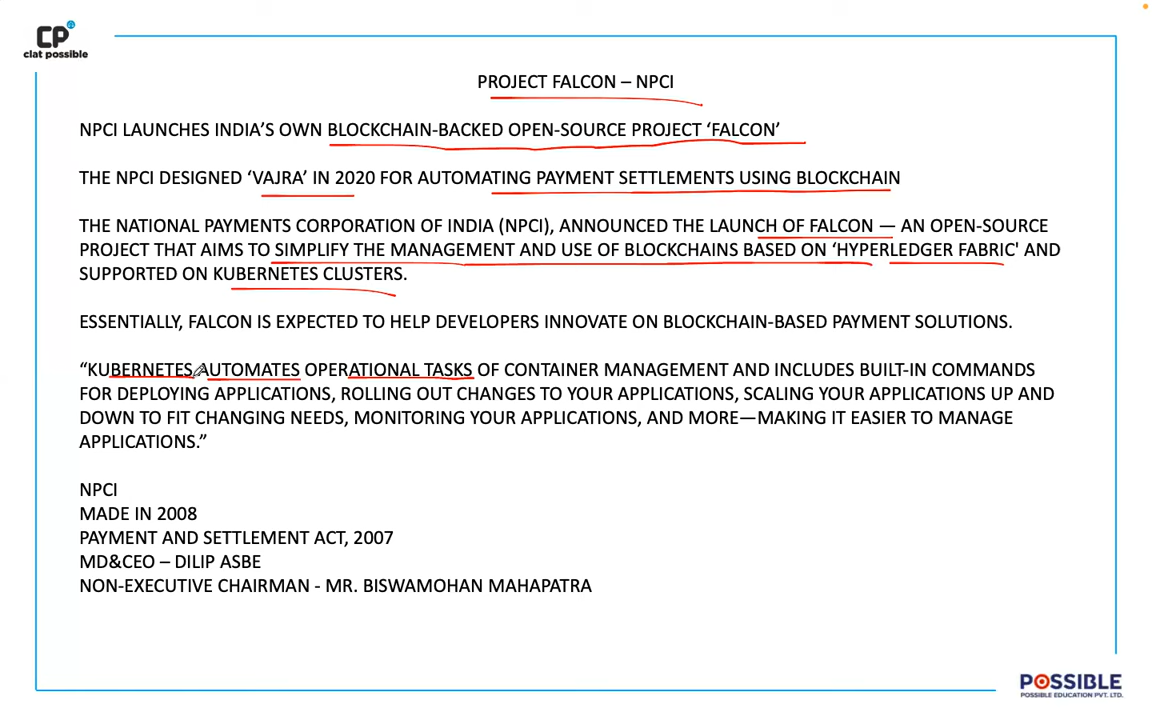 CP
clat possible
PROJECT FALCON – NPCI
NPCI LAUNCHES INDIA’S OWN BLOCKCHAIN-BACKED OPEN-SOURCE PROJECT ‘FALCON’
THE NPCI DESIGNED ‘VAJRA’ IN 2020 FOR AUTOMATING PAYMENT SETTLEMENTS USING BLOCKCHAIN
THE NATIONAL PAYMENTS CORPORATION OF INDIA (NPCI), ANNOUNCED THE LAUNCH OF FALCON — AN OPEN-SOURCE
PROJECT THAT AIMS TO SIMPLIFY THE MANAGEMENT AND USE OF BLOCKCHAINS BASED ON ‘HYPERLEDGER FABRIC' AND
SUPPORTED ON KUBERNETES CLUSTERS.
ESSENTIALLY, FALCON IS EXPECTED TO HELP DEVELOPERS INNOVATE ON BLOCKCHAIN-BASED PAYMENT SOLUTIONS.
“KUBERNETES AUTOMATES OPERATIONAL TASKS OF CONTAINER MANAGEMENT AND INCLUDES BUILT-IN COMMANDS
FOR DEPLOYING APPLICATIONS, ROLLING OUT CHANGES TO YOUR APPLICATIONS, SCALING YOUR APPLICATIONS UP AND
DOWN TO FIT CHANGING NEEDS, MONITORING YOUR APPLICATIONS, AND MORE—MAKING IT EASIER TO MANAGE
APPLICATIONS.”
NPCI
MADE IN 2008
PAYMENT AND SETTLEMENT ACT, 2007
MD&CEO – DILIP ASBE
NON-EXECUTIVE CHAIRMAN - MR. BISWAMOHAN MAHAPATRA
POSSIBLE
POSSIBLE EDUCATION PVT. LTD.